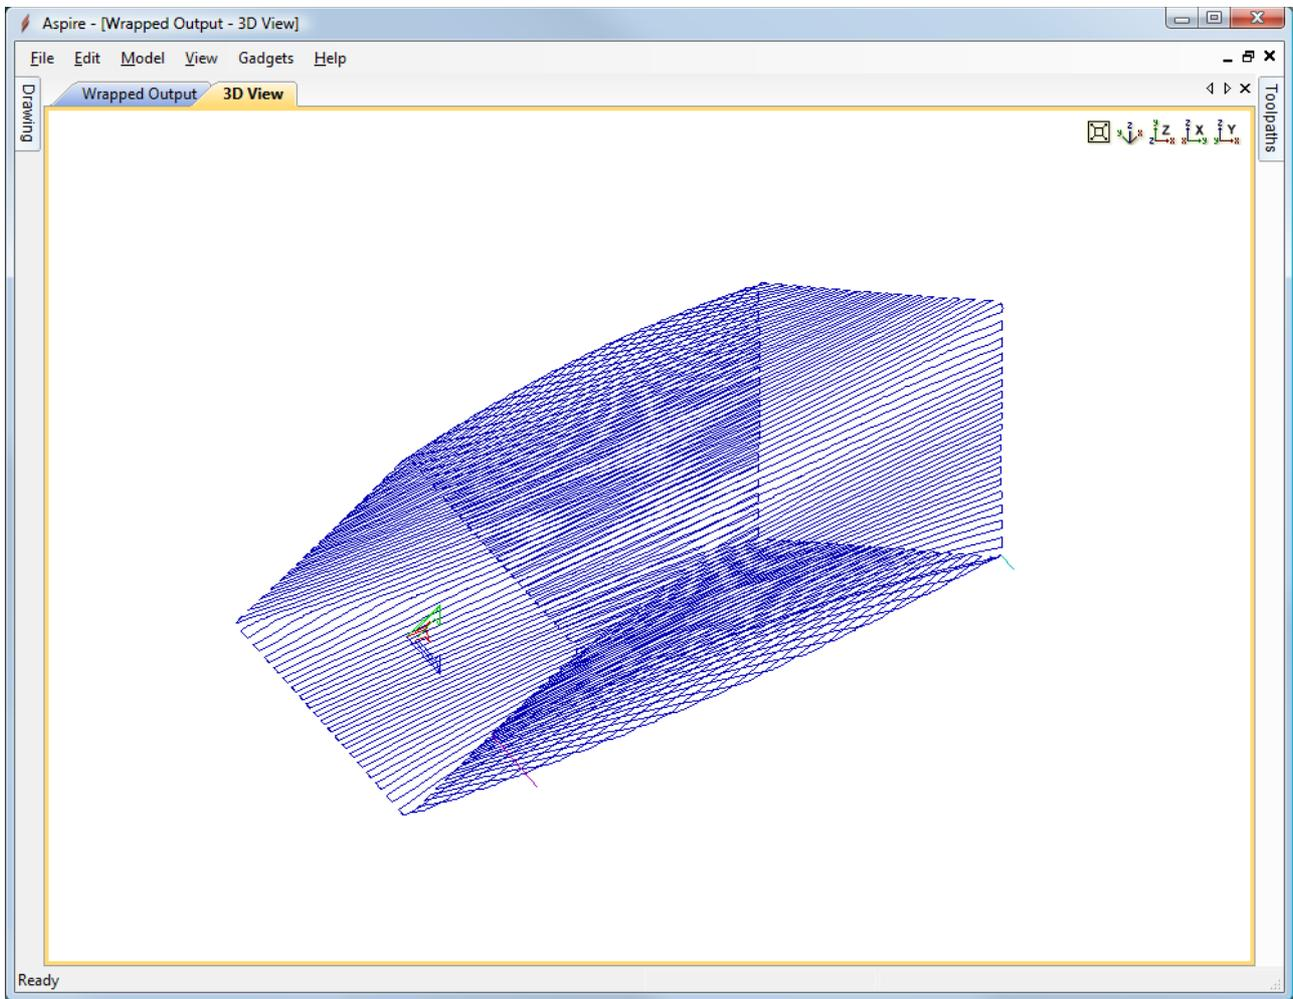 Aspire - [Wrapped Output - 3D View]
File Edit Model View Gadgets Help
Drawing
Wrapped Output 3D View
Toolpaths
y z x
y Z z x
z X x y
z Y y x
Ready